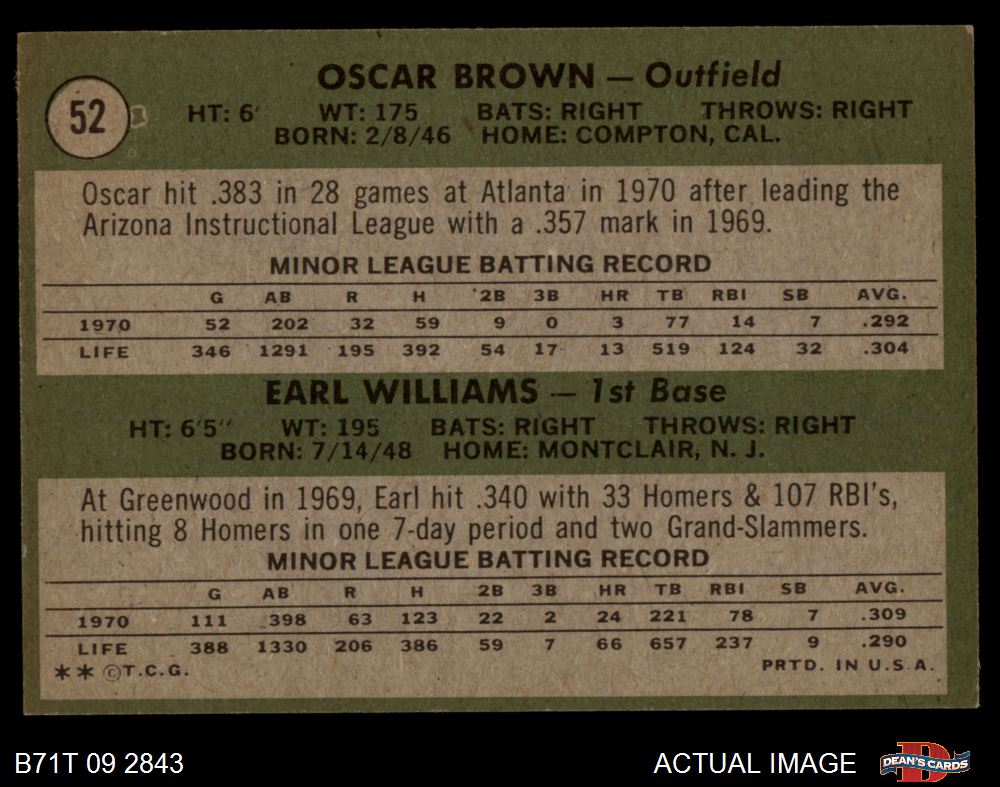 OSCAR BROWN — Outfield
52
HT: 6' WT: 175 BATS: RIGHT THROWS: RIGHT
BORN: 2/8/46 HOME: COMPTON, CAL.
Oscar hit .383 in 28 games at Atlanta in 1970 after leading the
Arizona Instructional League with a .357 mark in 1969.
MINOR LEAGUE BATTING RECORD
G AB R H 2B 3B HR TB RBI SB AVG.
1970 52 202 32 59 9 0 3 77 14 7 .292
LIFE 346 1291 195 392 54 17 13 519 124 32 .304
EARL WILLIAMS — 1st Base
HT: 6'5'' WT: 195 BATS: RIGHT THROWS: RIGHT
BORN: 7/14/48 HOME: MONTCLAIR, N. J.
At Greenwood in 1969, Earl hit .340 with 33 Homers & 107 RBI's,
hitting 8 Homers in one 7-day period and two Grand-Slammers.
MINOR LEAGUE BATTING RECORD
G AB R H 2B 3B HR TB RBI SB AVG.
1970 111 398 63 123 22 2 24 221 78 7 .309
LIFE 388 1330 206 386 59 7 66 657 237 9 .290
** ©T.C.G. PRTD. IN U.S.A.
B71T 09 2843 ACTUAL IMAGE DEAN'S CARDS